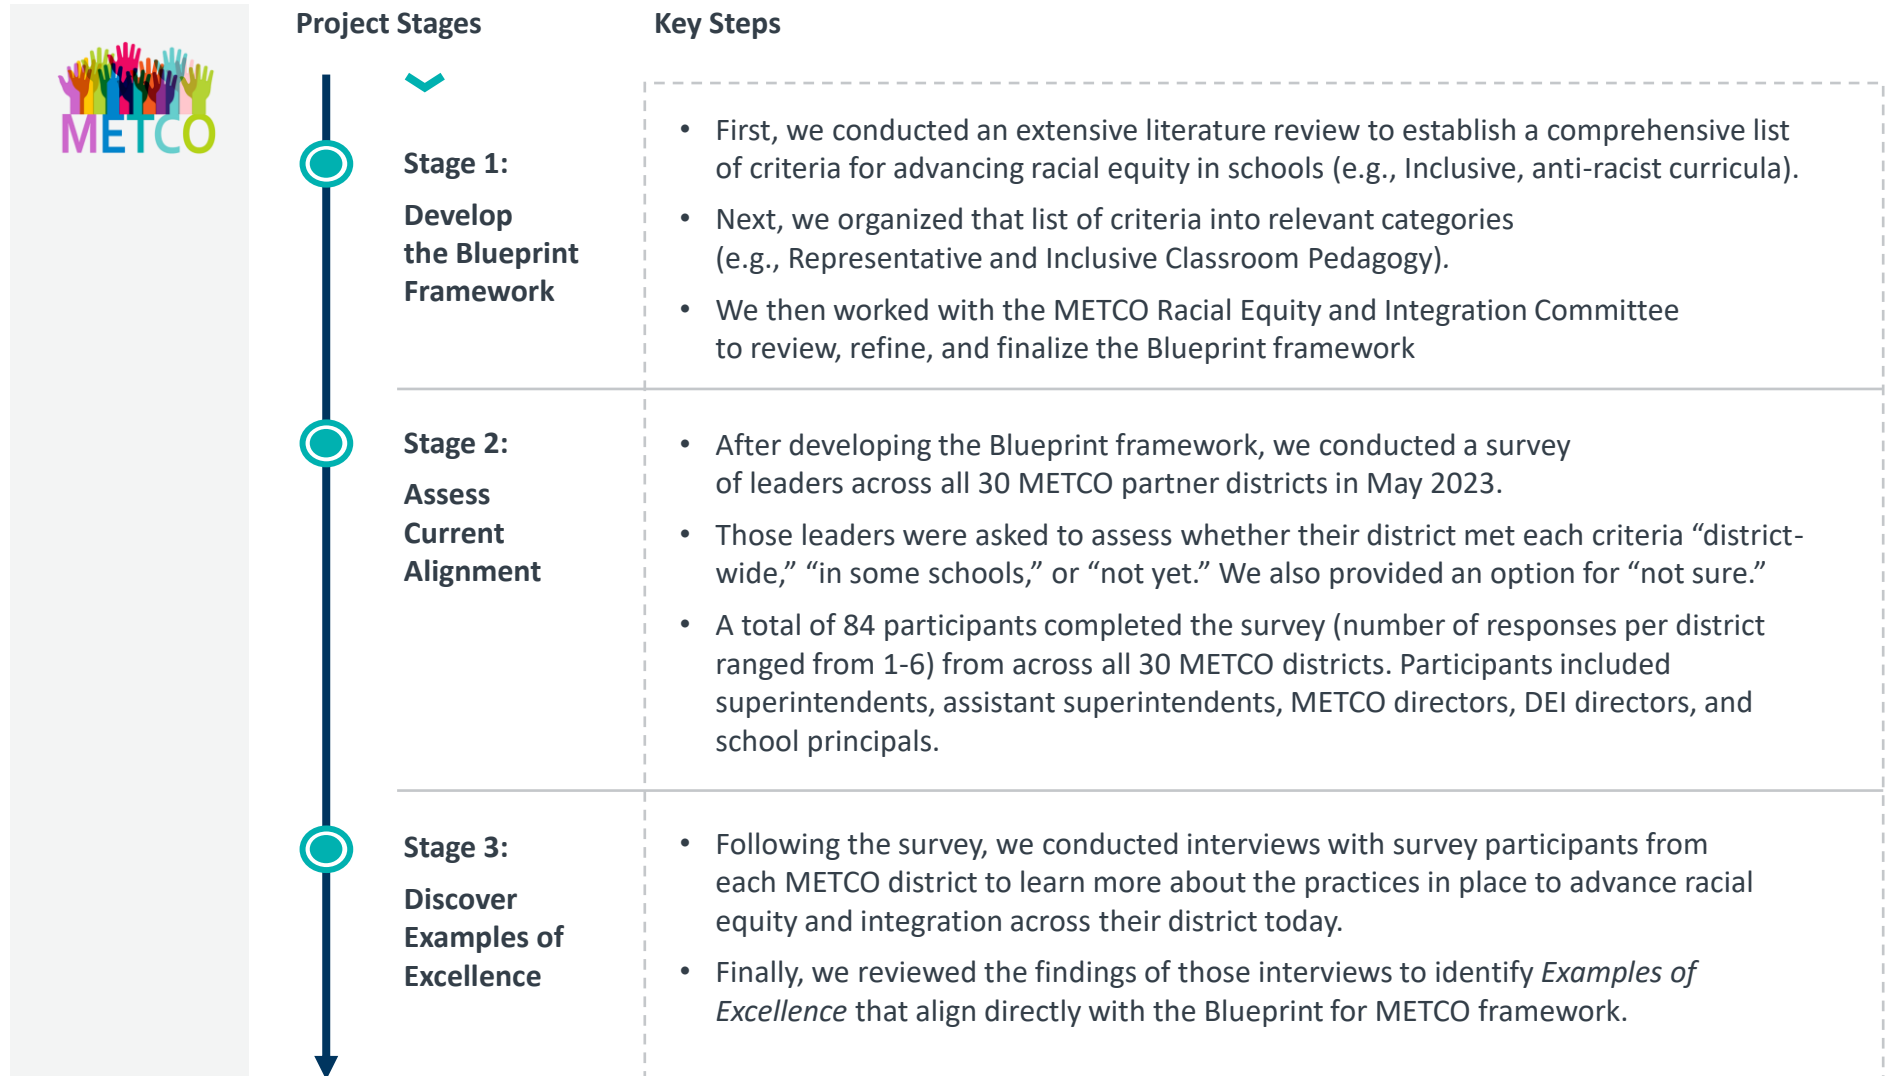 METCO
Project Stages
Key Steps
Stage 1:
Develop
the Blueprint
Framework
• First, we conducted an extensive literature review to establish a comprehensive list
of criteria for advancing racial equity in schools (e.g., Inclusive, anti-racist curricula).
• Next, we organized that list of criteria into relevant categories
(e.g., Representative and Inclusive Classroom Pedagogy).
• We then worked with the METCO Racial Equity and Integration Committee
to review, refine, and finalize the Blueprint framework
Stage 2:
Assess
Current
Alignment
• After developing the Blueprint framework, we conducted a survey
of leaders across all 30 METCO partner districts in May 2023.
• Those leaders were asked to assess whether their district met each criteria “district-
wide,” “in some schools,” or “not yet.” We also provided an option for “not sure.”
• A total of 84 participants completed the survey (number of responses per district
ranged from 1-6) from across all 30 METCO districts. Participants included
superintendents, assistant superintendents, METCO directors, DEI directors, and
school principals.
Stage 3:
Discover
Examples of
Excellence
• Following the survey, we conducted interviews with survey participants from
each METCO district to learn more about the practices in place to advance racial
equity and integration across their district today.
• Finally, we reviewed the findings of those interviews to identify Examples of
Excellence that align directly with the Blueprint for METCO framework.